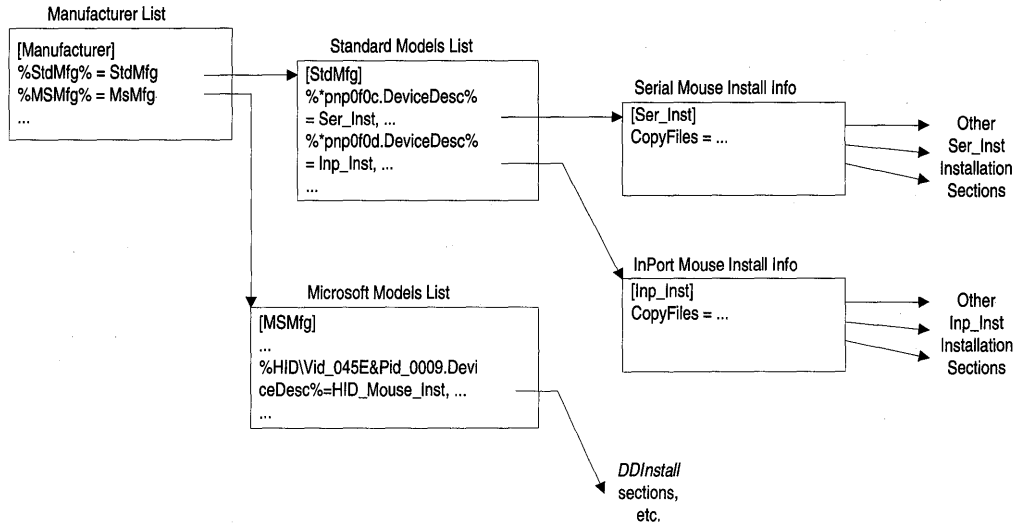 Manufacturer List
[Manufacturer]
%StdMfg% = StdMfg
%MSMfg% = MsMfg
...
Standard Models List
[StdMfg]
%*pnp0f0c.DeviceDesc%
= Ser_Inst, ...
%*pnp0f0d.DeviceDesc%
= Inp_Inst, ...
...
Serial Mouse Install Info
[Ser_Inst]
CopyFiles = ...
Other
Ser_Inst
Installation
Sections
InPort Mouse Install Info
[Inp_Inst]
CopyFiles = ...
Other
Inp_Inst
Installation
Sections
Microsoft Models List
[MSMfg]
...
%HID\Vid_045E&Pid_0009.Devi
ceDesc%=HID_Mouse_Inst, ...
...
DDInstall
sections,
etc.